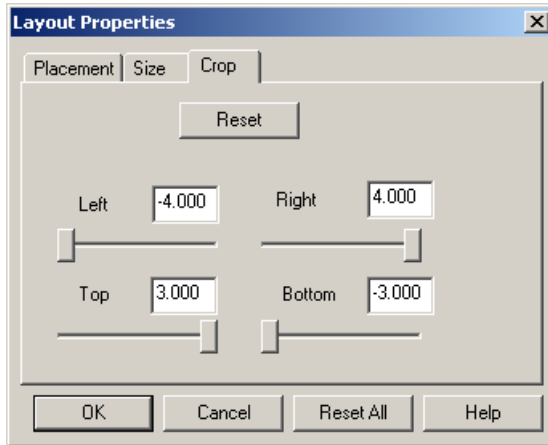 Layout Properties
Placement Size Crop
Reset
Left -4.000 Right 4.000
Top 3.000 Bottom -3.000
OK Cancel Reset All Help